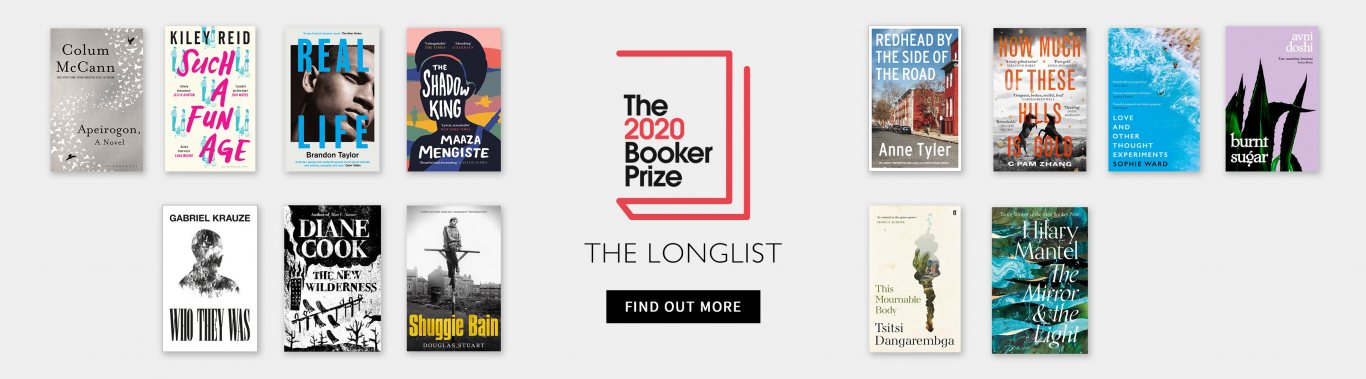 Colum
McCann
Apeirogon,
A Novel
BLOOMSBURY
KILEY REID
SUCH
A
FUN
AGE
REAL
LIFE
Brandon Taylor
THE
SHADOW
KING
MAAZA
MENGISTE
The
2020
Booker
Prize
THE LONGLIST
FIND OUT MORE
REDHEAD BY
THE SIDE OF
THE ROAD
Anne Tyler
HOW MUCH
OF THESE
HILLS
IS GOLD
C PAM ZHANG
LOVE
AND
OTHER
THOUGHT
EXPERIMENTS
SOPHIE WARD
avni
doshi
burnt
sugar
GABRIEL KRAUZE
WHO THEY WAS
DIANE
COOK
THE NEW
WILDERNESS
Shuggie Bain
DOUGLAS STUART
This
Mournable
Body
Tsitsi
Dangarembga
Hilary
Mantel
The
Mirror
& the
Light